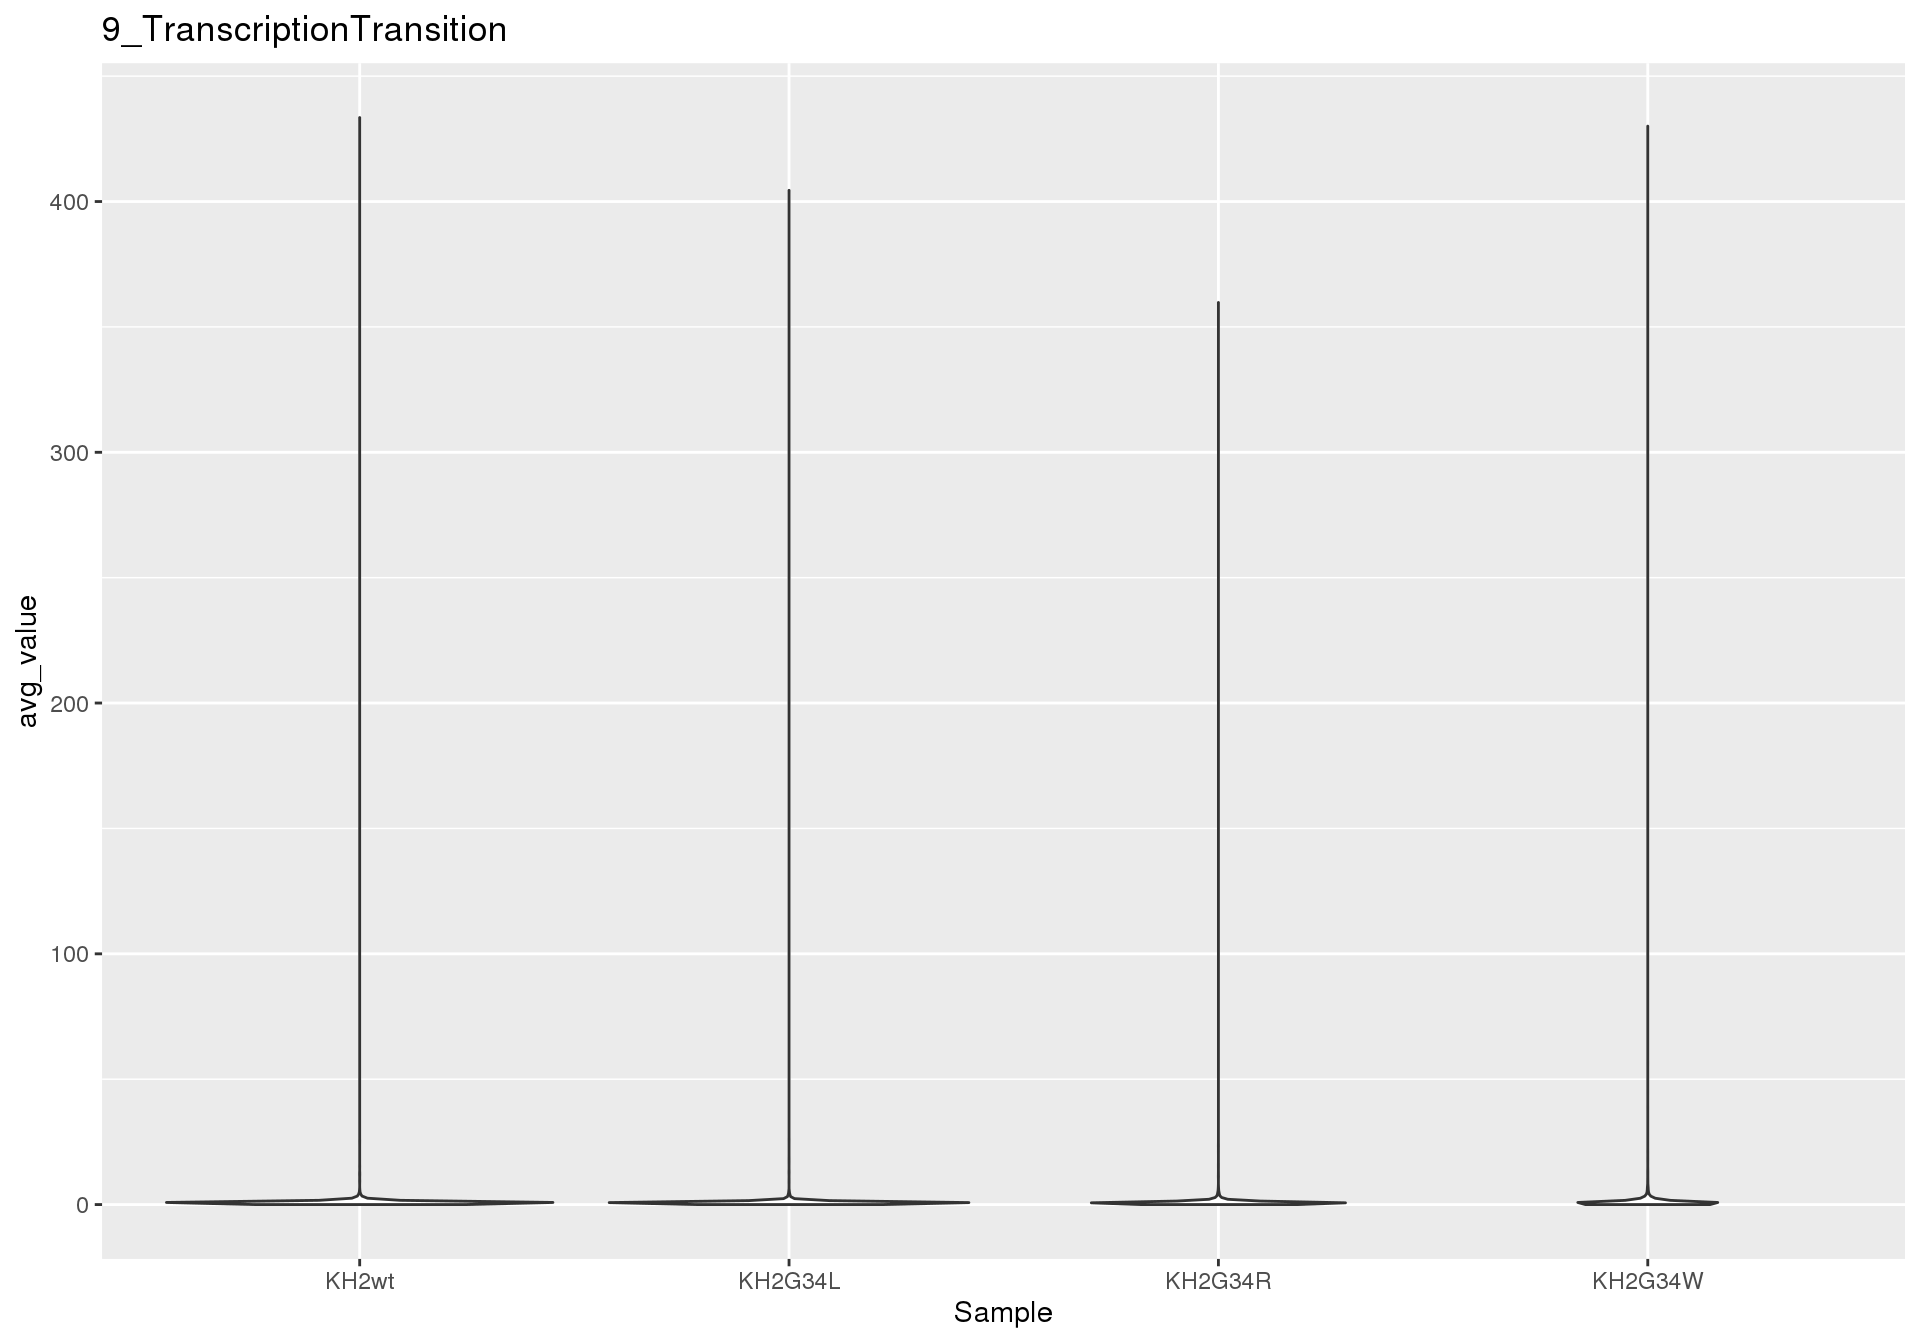 9_TranscriptionTransition
avg_value
400
300
200
100
0
KH2wt
KH2G34L
KH2G34R
KH2G34W
Sample